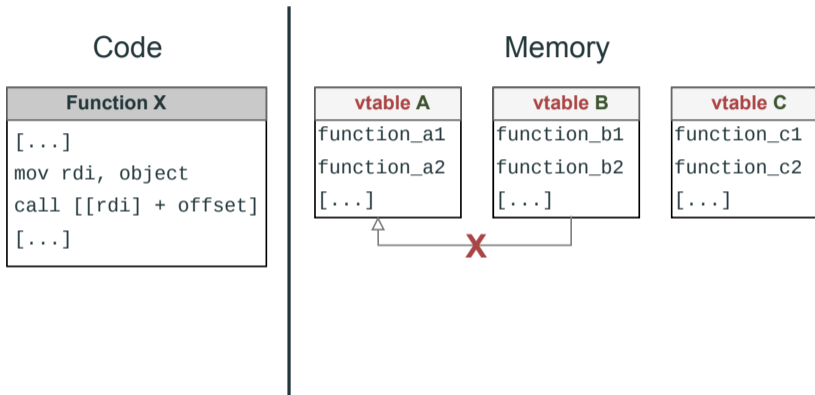 Code
Function X
[...]
mov rdi, object
call [[rdi] + offset]
[...]
Memory
vtable A
function_a1
function_a2
[...]
vtable B
function_b1
function_b2
[...]
vtable C
function_c1
function_c2
[...]
X